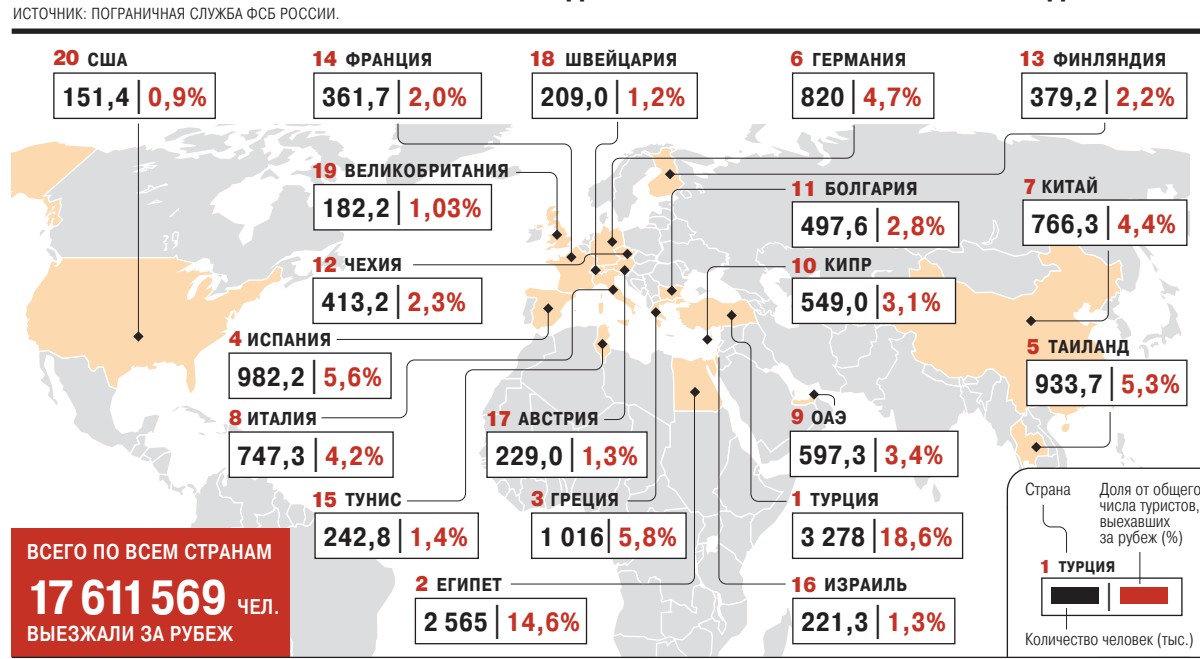 ИСТОЧНИК: ПОГРАНИЧНАЯ СЛУЖБА ФСБ РОССИИ.
20 США
151,4 0,9%
14 ФРАНЦИЯ
361,7 2,0%
18 ШВЕЙЦАРИЯ
209,0 1,2%
6 ГЕРМАНИЯ
820 4,7%
13 ФИНЛЯНДИЯ
379,2 2,2%
19 ВЕЛИКОБРИТАНИЯ
182,2 1,03%
11 БОЛГАРИЯ
497,6 2,8%
7 КИТАЙ
766,3 4,4%
12 ЧЕХИЯ
413,2 2,3%
10 КИПР
549,0 3,1%
4 ИСПАНИЯ
982,2 5,6%
5 ТАИЛАНД
933,7 5,3%
8 ИТАЛИЯ
747,3 4,2%
17 АВСТРИЯ
229,0 1,3%
9 ОАЭ
597,3 3,4%
15 ТУНИС
242,8 1,4%
3 ГРЕЦИЯ
1 016 5,8%
1 ТУРЦИЯ
3 278 18,6%
2 ЕГИПЕТ
2 565 14,6%
16 ИЗРАИЛЬ
221,3 1,3%
ВСЕГО ПО ВСЕМ СТРАНАМ
17 611 569 ЧЕЛ.
ВЫЕЗЖАЛИ ЗА РУБЕЖ
Страна
Доля от общего
числа туристов,
выехавших
за рубеж (%)
1 ТУРЦИЯ
Количество человек (тыс.)